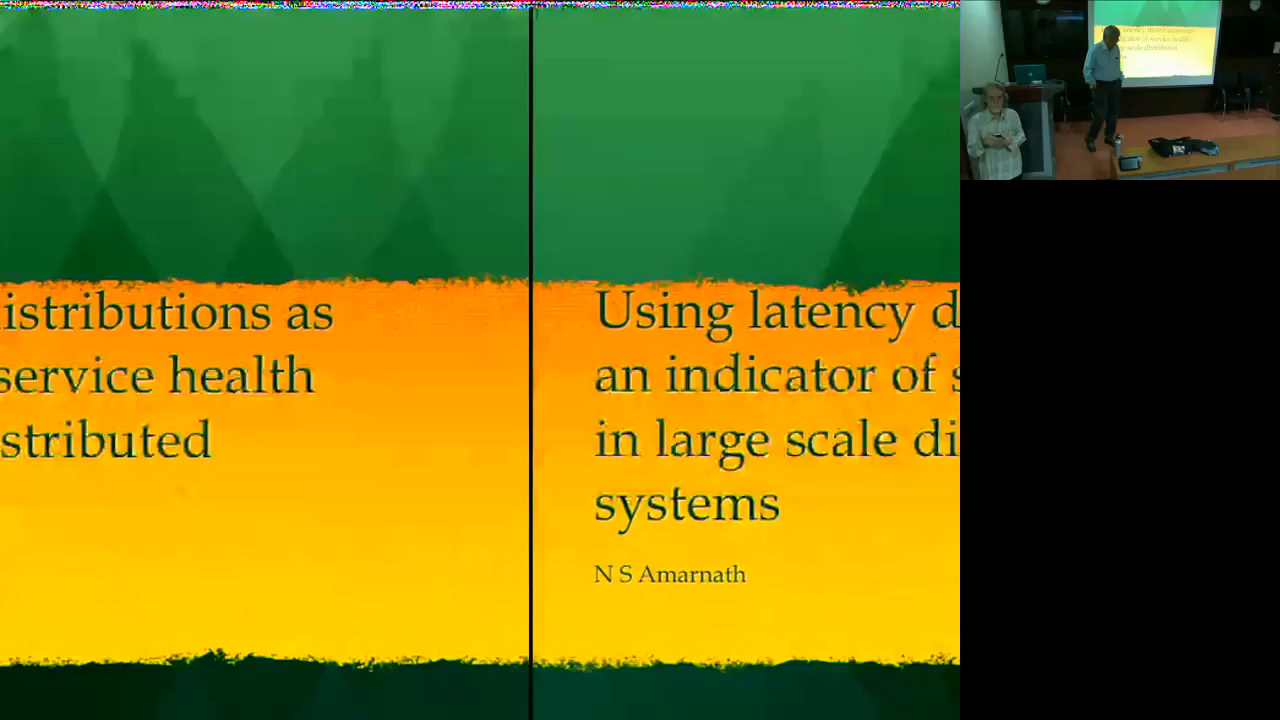 istributions as
service health
stributed
Using latency d
an indicator of s
in large scale di
systems
N S Amarnath